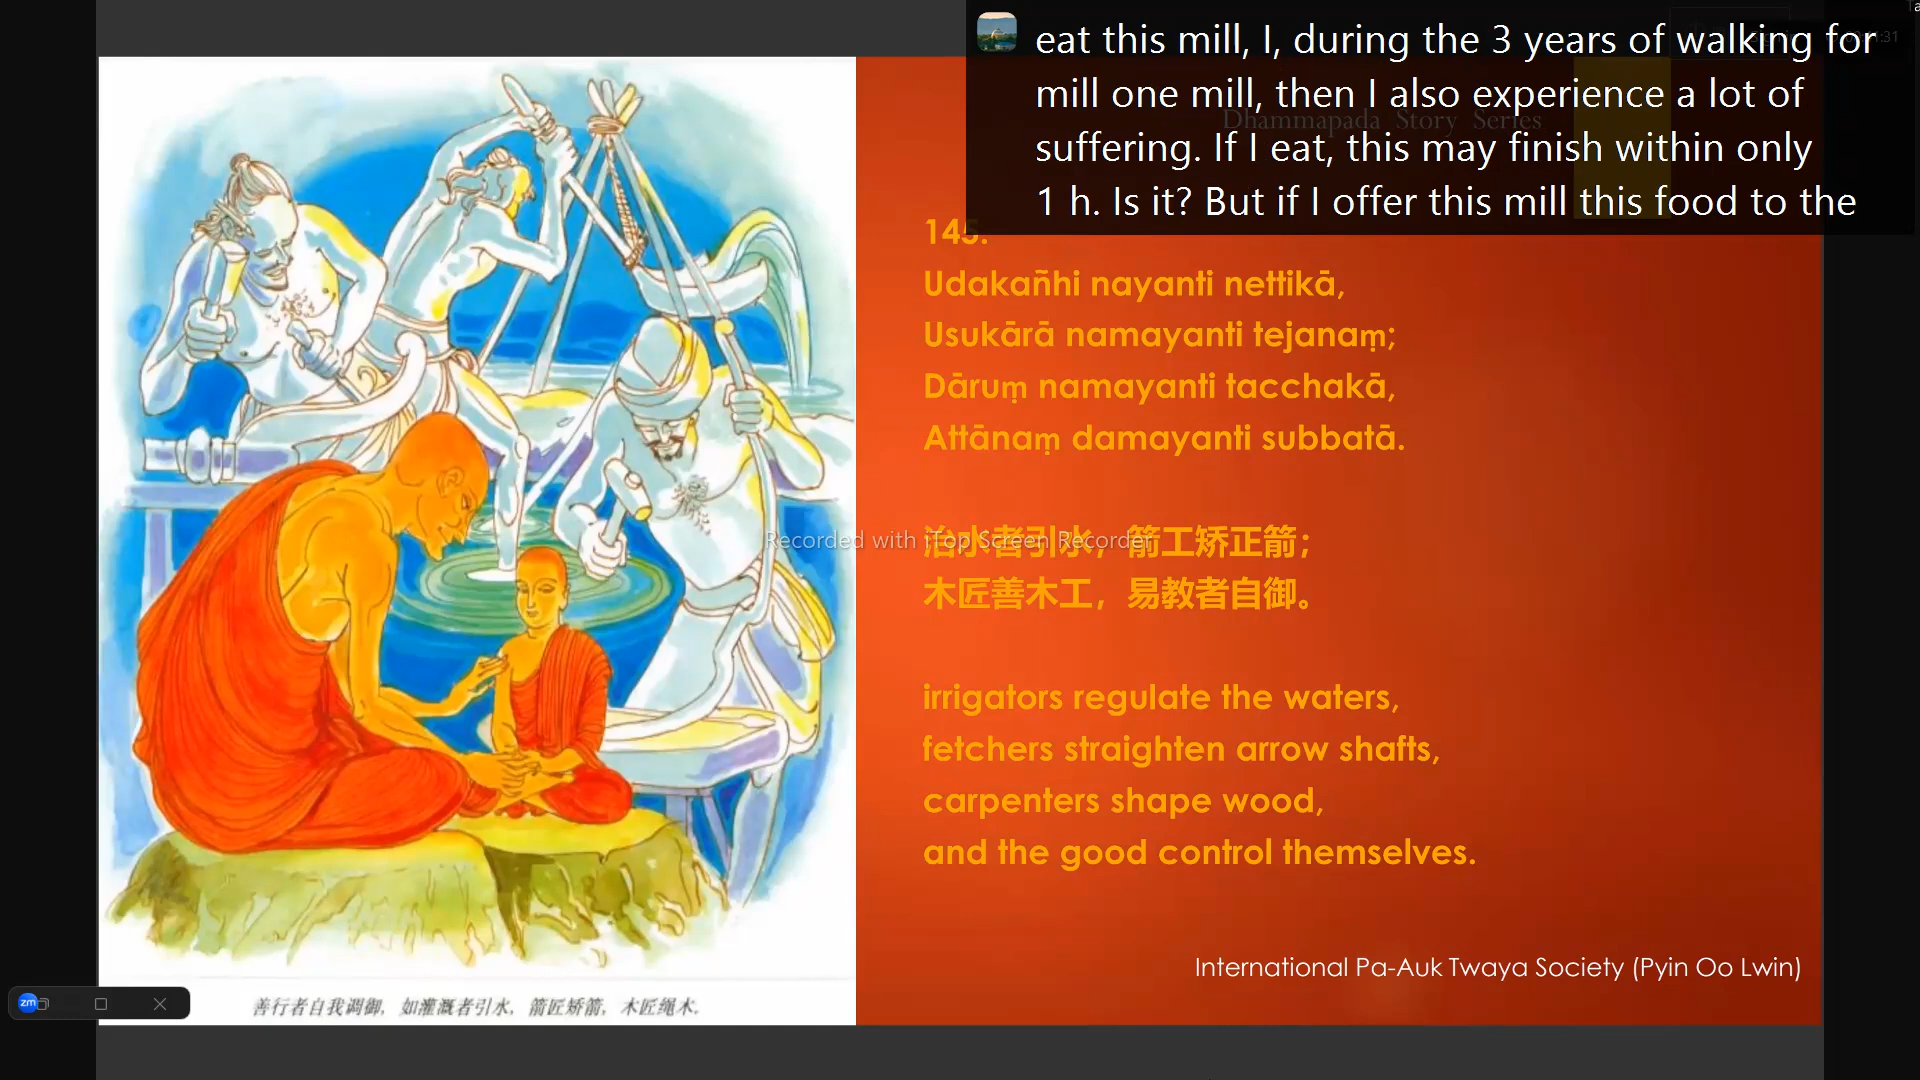 eat this mill, I, during the 3 years of walking for
mill one mill, then I also experience a lot of
suffering. If I eat, this may finish within only
1 h. Is it? But if I offer this mill this food to the
Dhammapada Story Series
145.
Udakañhi nayanti nettikā,
Usukārā namayanti tejanaṃ;
Dāruṃ namayanti tacchakā,
Attānaṃ damayanti subbatā.
Recorded with iTop Screen Recorder
治水者引水，箭工矫正箭；
木匠善木工，易教者自御。
irrigators regulate the waters,
fetchers straighten arrow shafts,
carpenters shape wood,
and the good control themselves.
International Pa-Auk Twaya Society (Pyin Oo Lwin)
zm
善行者自我调御，如灌溉者引水，箭匠矫箭，木匠绳木。